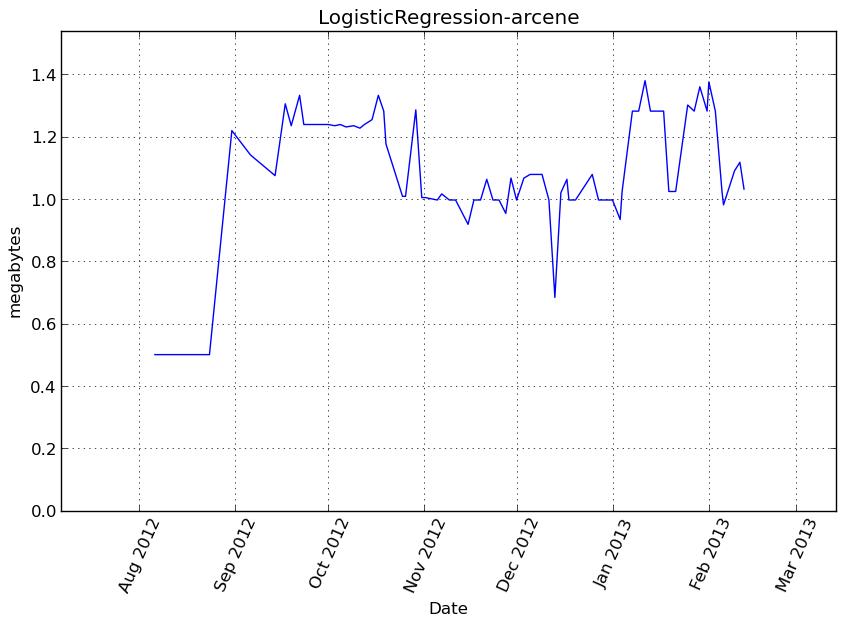 LogisticRegression-arcene
megabytes
1.4
1.2
1.0
0.8
0.6
0.4
0.2
0.0
Aug 2012
Sep 2012
Oct 2012
Nov 2012
Dec 2012
Jan 2013
Feb 2013
Mar 2013
Date